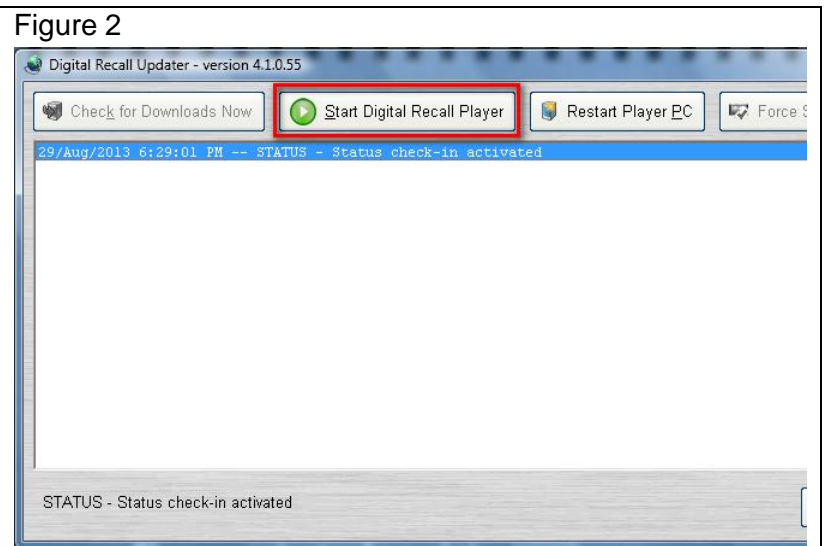 Figure 2
Digital Recall Updater - version 4.1.0.55
Check for Downloads Now Start Digital Recall Player Restart Player PC Force S
29/Aug/2013 6:29:01 PM -- STATUS - Status check-in activated
STATUS - Status check-in activated